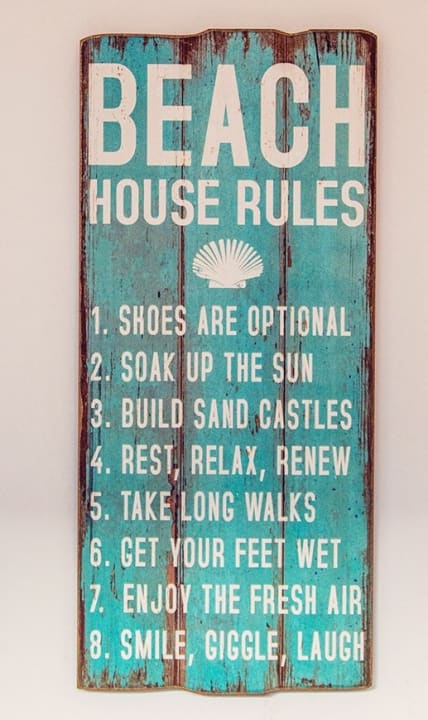 BEACH
HOUSE RULES
1. SHOES ARE OPTIONAL
2. SOAK UP THE SUN
3. BUILD SAND CASTLES
4. REST, RELAX, RENEW
5. TAKE LONG WALKS
6. GET YOUR FEET WET
7. ENJOY THE FRESH AIR
8. SMILE, GIGGLE, LAUGH